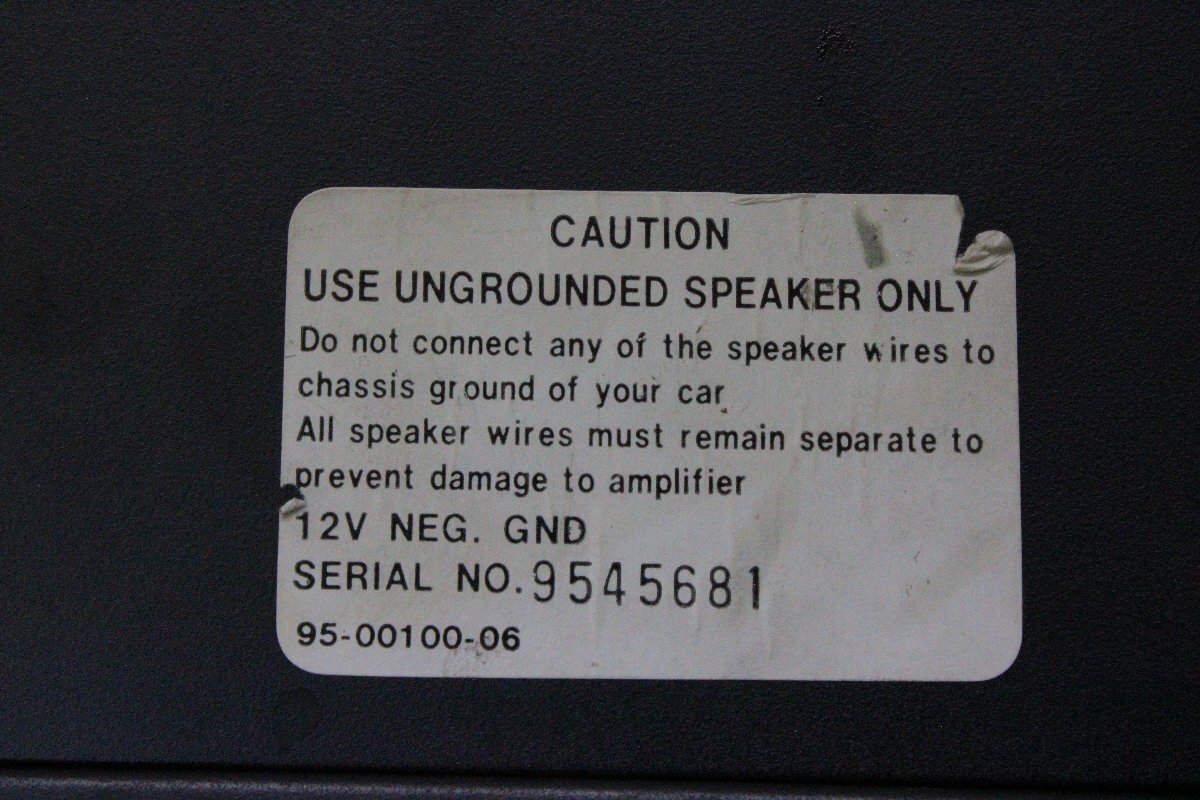 CAUTION
USE UNGROUNDED SPEAKER ONLY
Do not connect any of the speaker wires to
chassis ground of your car
All speaker wires must remain separate to
prevent damage to amplifier
12V NEG. GND
SERIAL NO. 9545681
95-00100-06